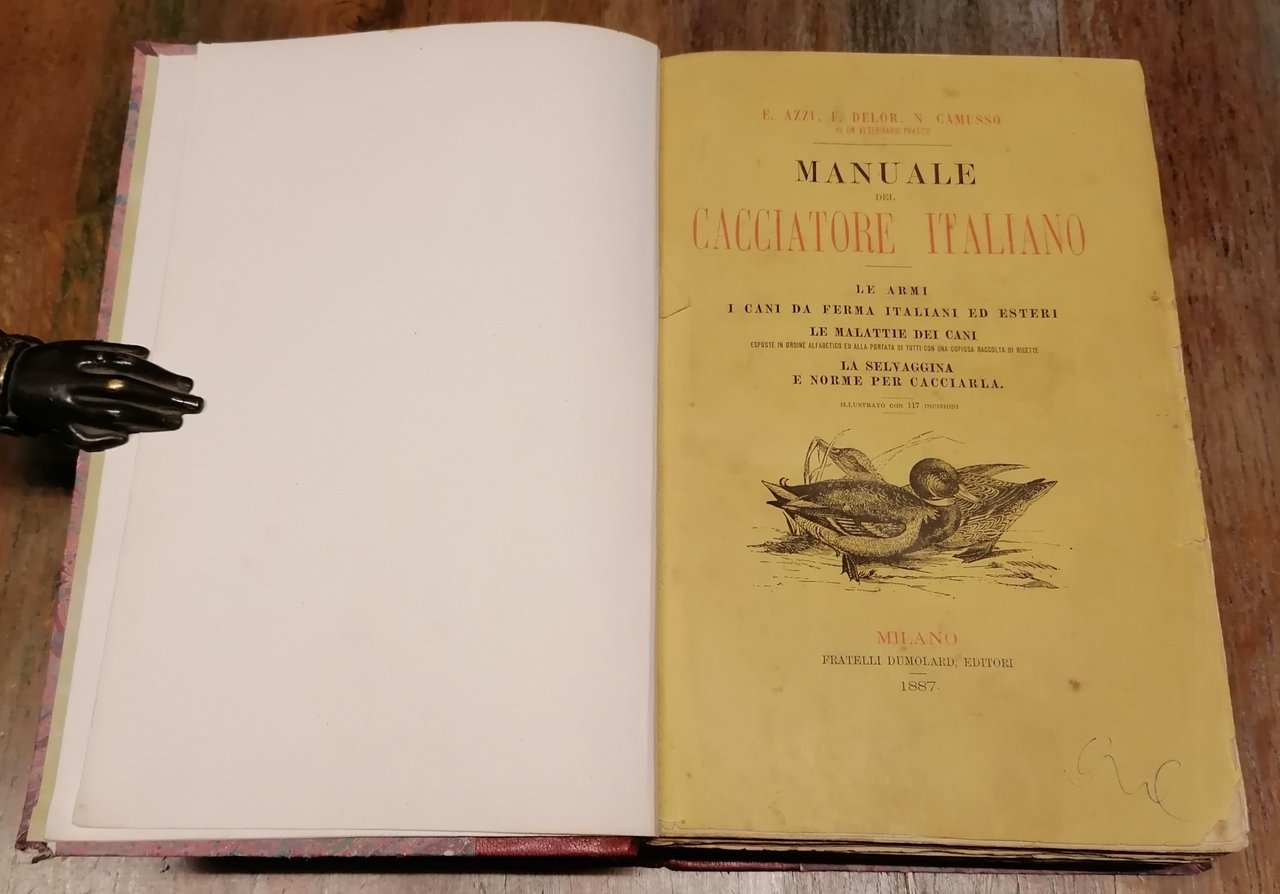 E. AZZI, F. DELOR, N. CAMUSSO
ED UN VETERINARIO PRATICO
MANUALE
DEL
CACCIATORE ITALIANO
LE ARMI
I CANI DA FERMA ITALIANI ED ESTERI
LE MALATTIE DEI CANI
ESPOSTE IN ORDINE ALFABETICO ED ALLA PORTATA DI TUTTI CON UNA COPIOSA RACCOLTA DI RICETTE
LA SELVAGGINA
E NORME PER CACCIARLA.
ILLUSTRATO CON 117 INCISIONI
MILANO
FRATELLI DUMOLARD, EDITORI
1887